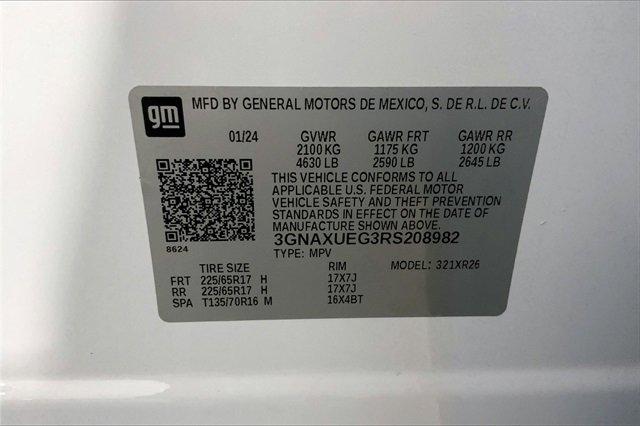 gm MFD BY GENERAL MOTORS DE MEXICO, S. DE R.L. DE C.V.
01/24 GVWR GAWR FRT GAWR RR
2100 KG 1175 KG 1200 KG
4630 LB 2590 LB 2645 LB
THIS VEHICLE CONFORMS TO ALL
APPLICABLE U.S. FEDERAL MOTOR
VEHICLE SAFETY AND THEFT PREVENTION
STANDARDS IN EFFECT ON THE DATE
OF MANUFACTURE SHOWN ABOVE.
3GNAXUEG3RS208982
8624
TYPE: MPV MODEL: 321XR26
TIRE SIZE RIM
FRT 225/65R17 H 17X7J
RR 225/65R17 H 17X7J
SPA T135/70R16 M 16X4BT